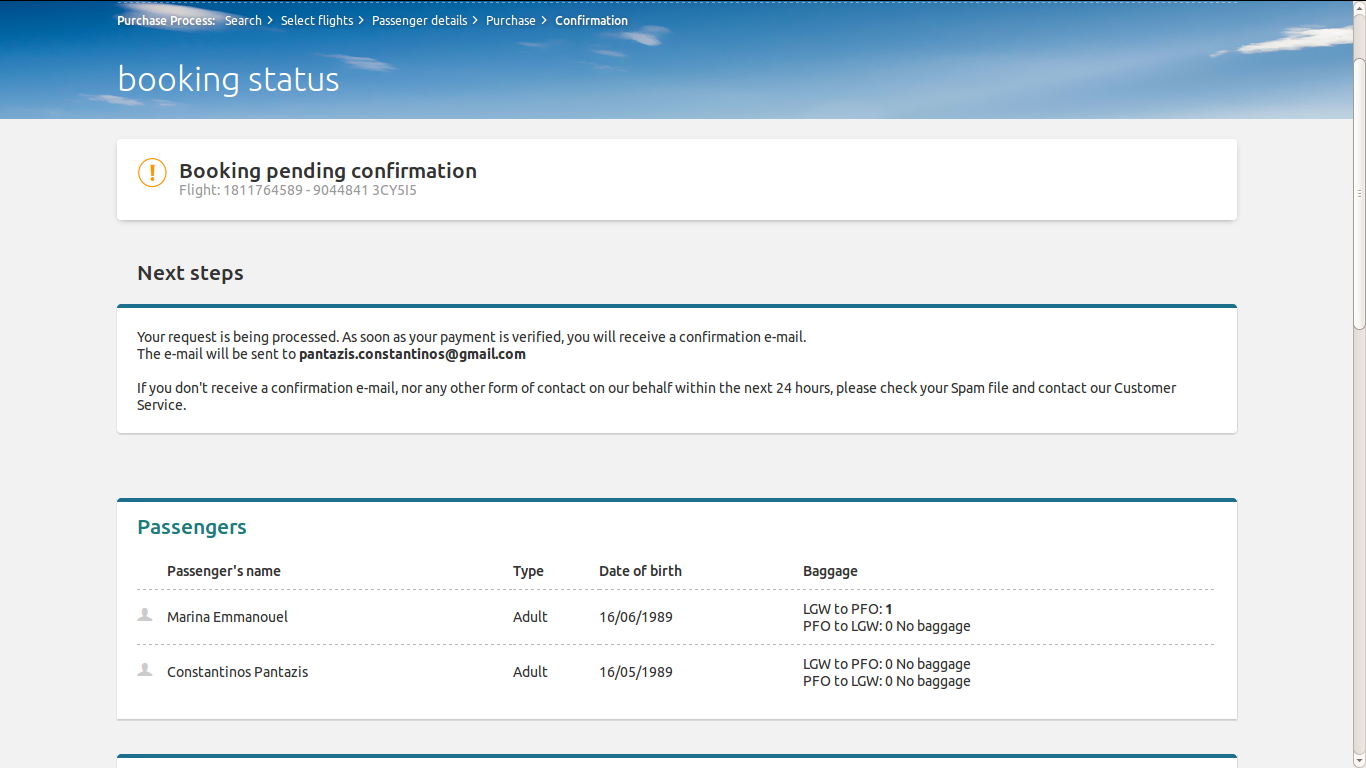 Purchase Process: Search > Select flights > Passenger details > Purchase > Confirmation
booking status
! Booking pending confirmation
Flight: 1811764589 - 9044841 3CY5I5
Next steps
Your request is being processed. As soon as your payment is verified, you will receive a confirmation e-mail.
The e-mail will be sent to pantazis.constantinos@gmail.com
If you don't receive a confirmation e-mail, nor any other form of contact on our behalf within the next 24 hours, please check your Spam file and contact our Customer
Service.
Passengers
Passenger's name Type Date of birth Baggage
Marina Emmanouel Adult 16/06/1989 LGW to PFO: 1
PFO to LGW: 0 No baggage
Constantinos Pantazis Adult 16/05/1989 LGW to PFO: 0 No baggage
PFO to LGW: 0 No baggage